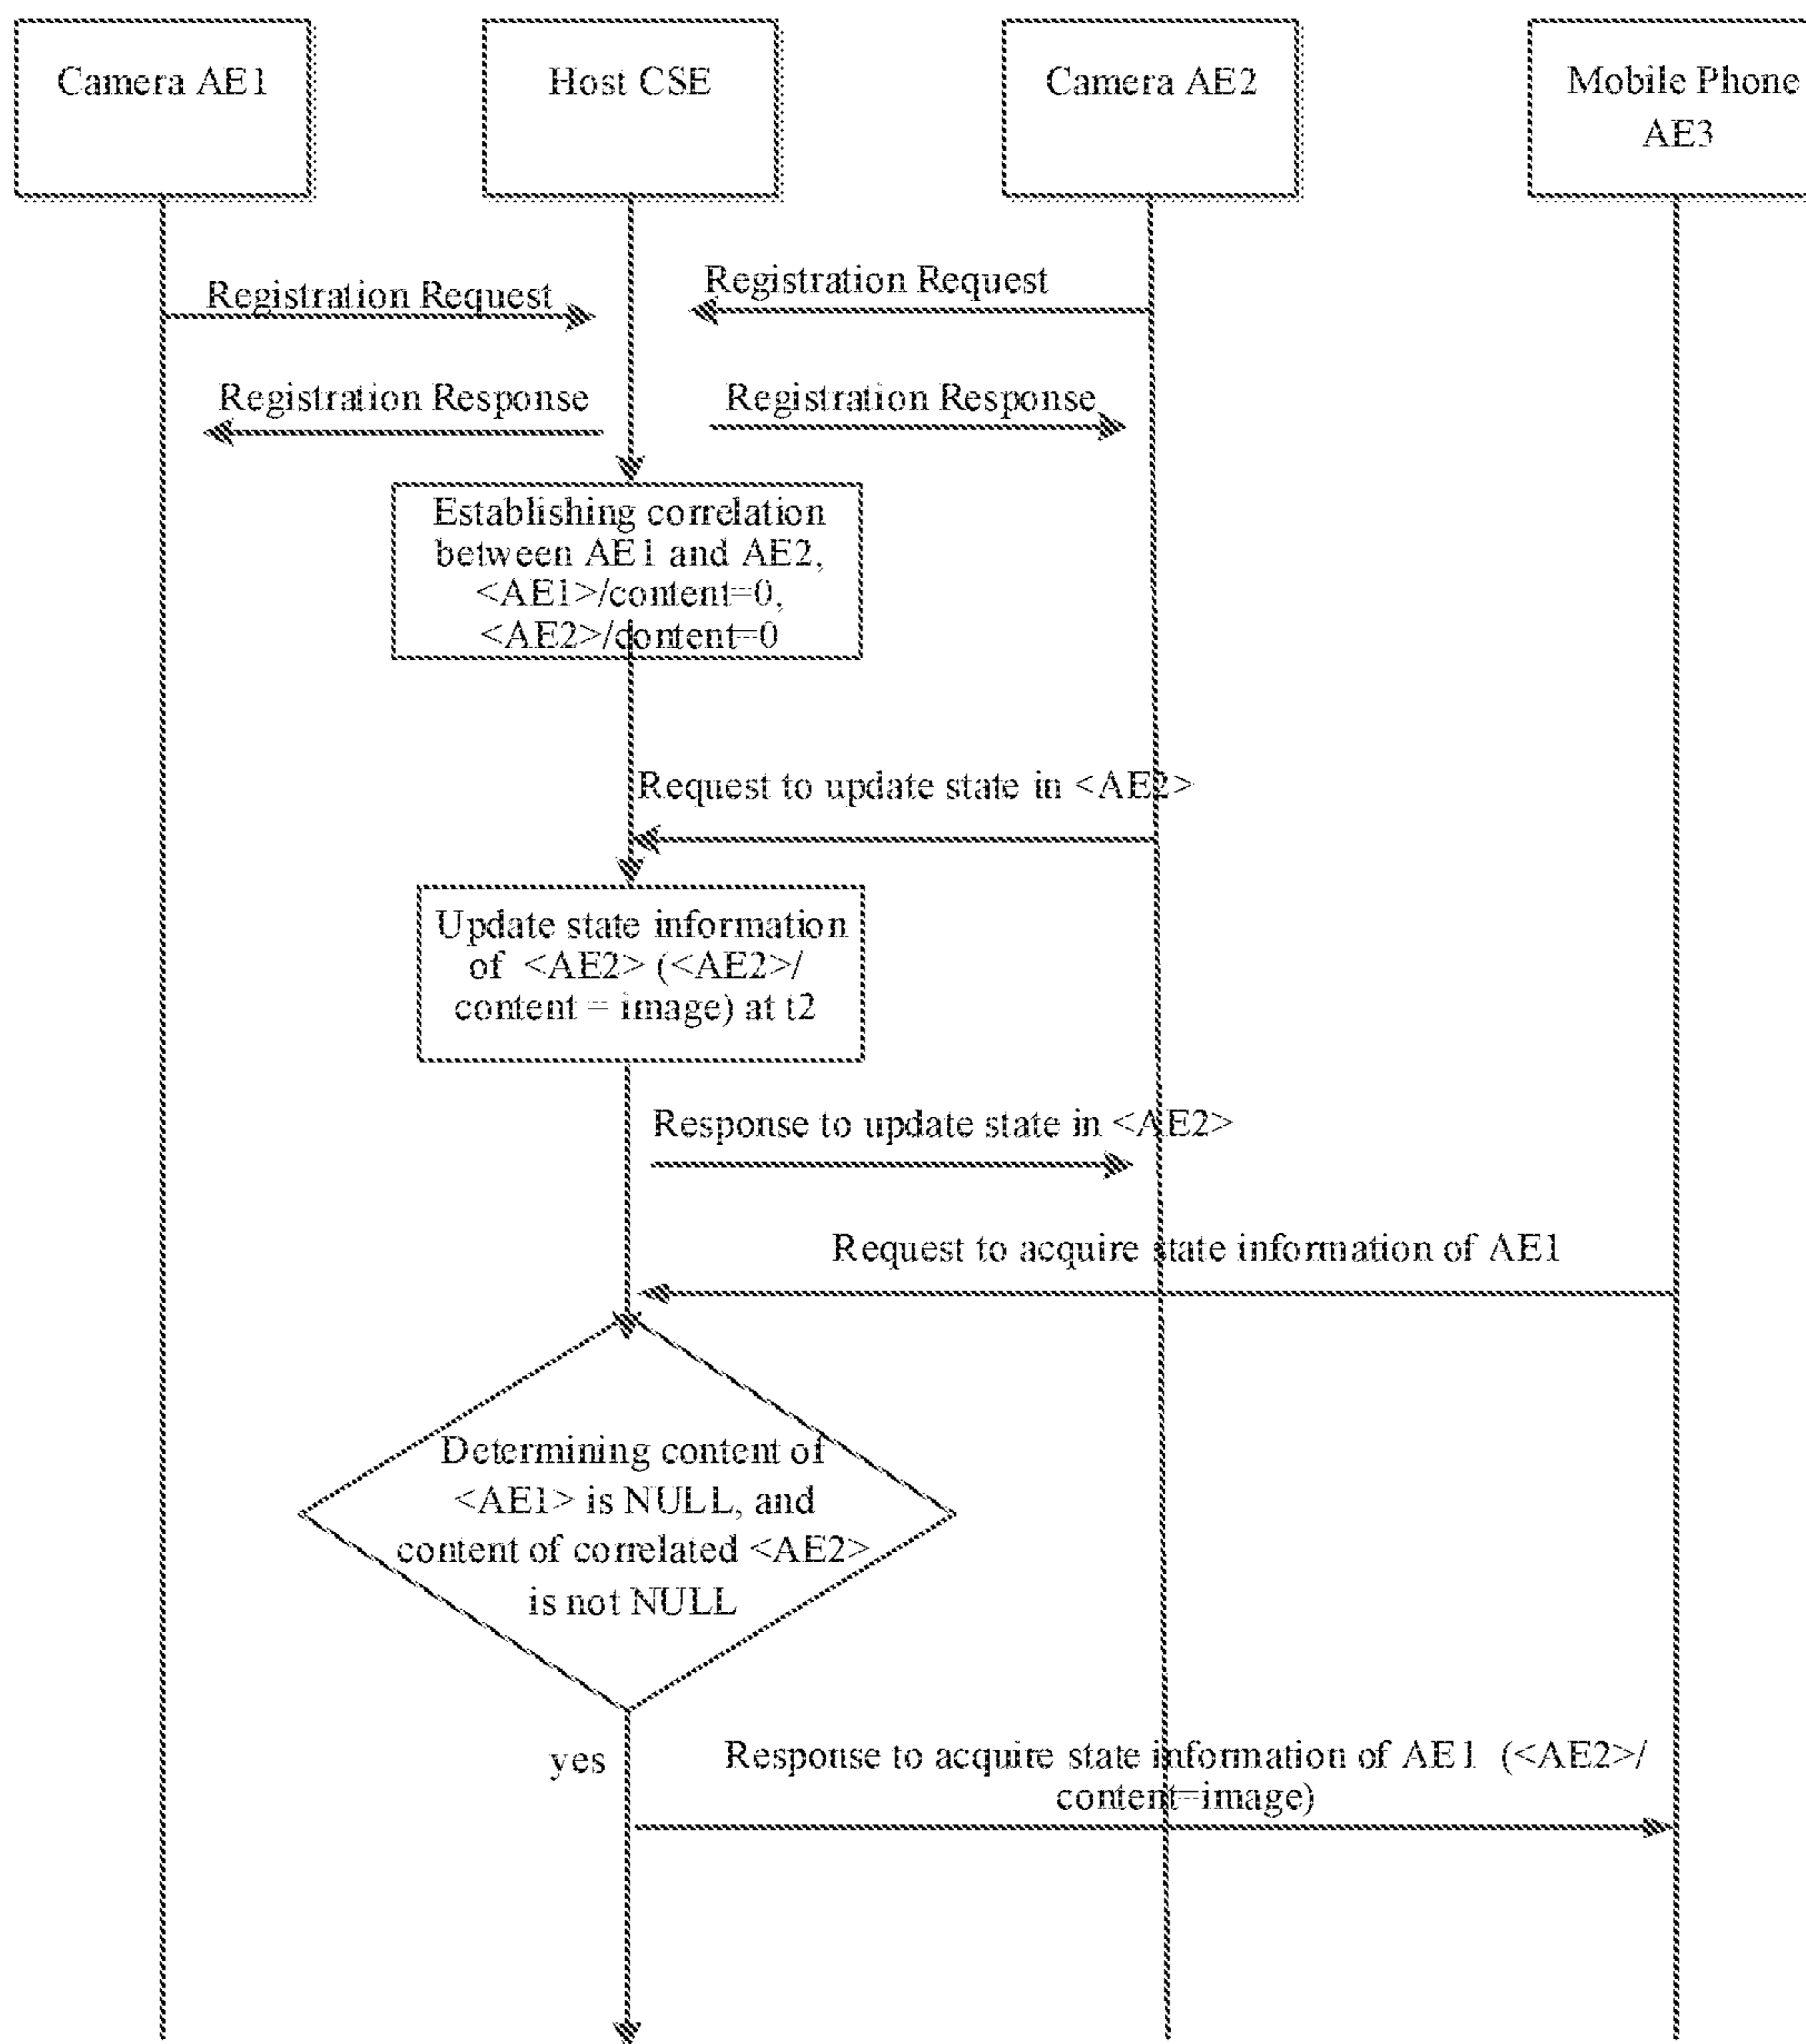 Camera AE1
Host CSE
Camera AE2
Mobile Phone
AE3
Registration Request
Registration Request
Registration Response
Registration Response
Establishing correlation
between AE1 and AE2,
<AE1>/content=0,
<AE2>/content=0
Request to update state in <AE2>
Update state information
of <AE2> (<AE2>/
content = image) at t2
Response to update state in <AE2>
Request to acquire state information of AE1
Determining content of
<AE1> is NULL, and
content of correlated <AE2>
is not NULL
yes
Response to acquire state information of AE1 (<AE2>/
content=image)